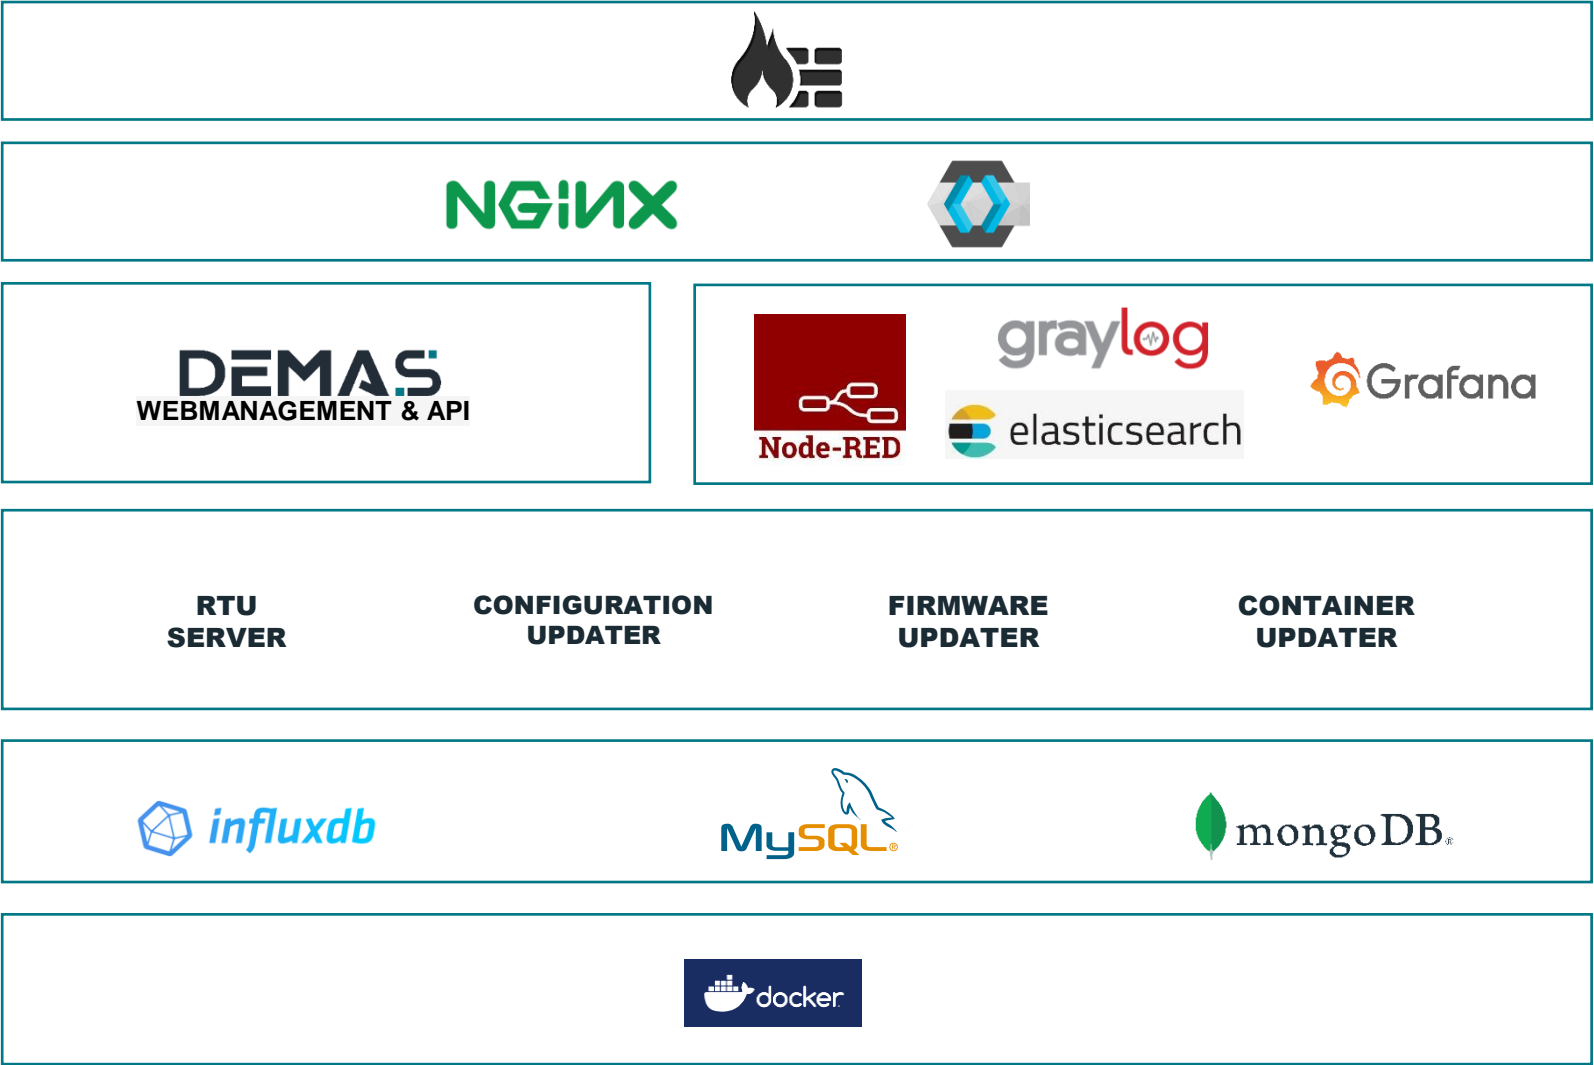 NGiNX
DEMAS
WEBMANAGEMENT & API
Node-RED
graylog
elasticsearch
Grafana
RTU
SERVER
CONFIGURATION
UPDATER
FIRMWARE
UPDATER
CONTAINER
UPDATER
influxdb
MySQL®
mongoDB®
docker